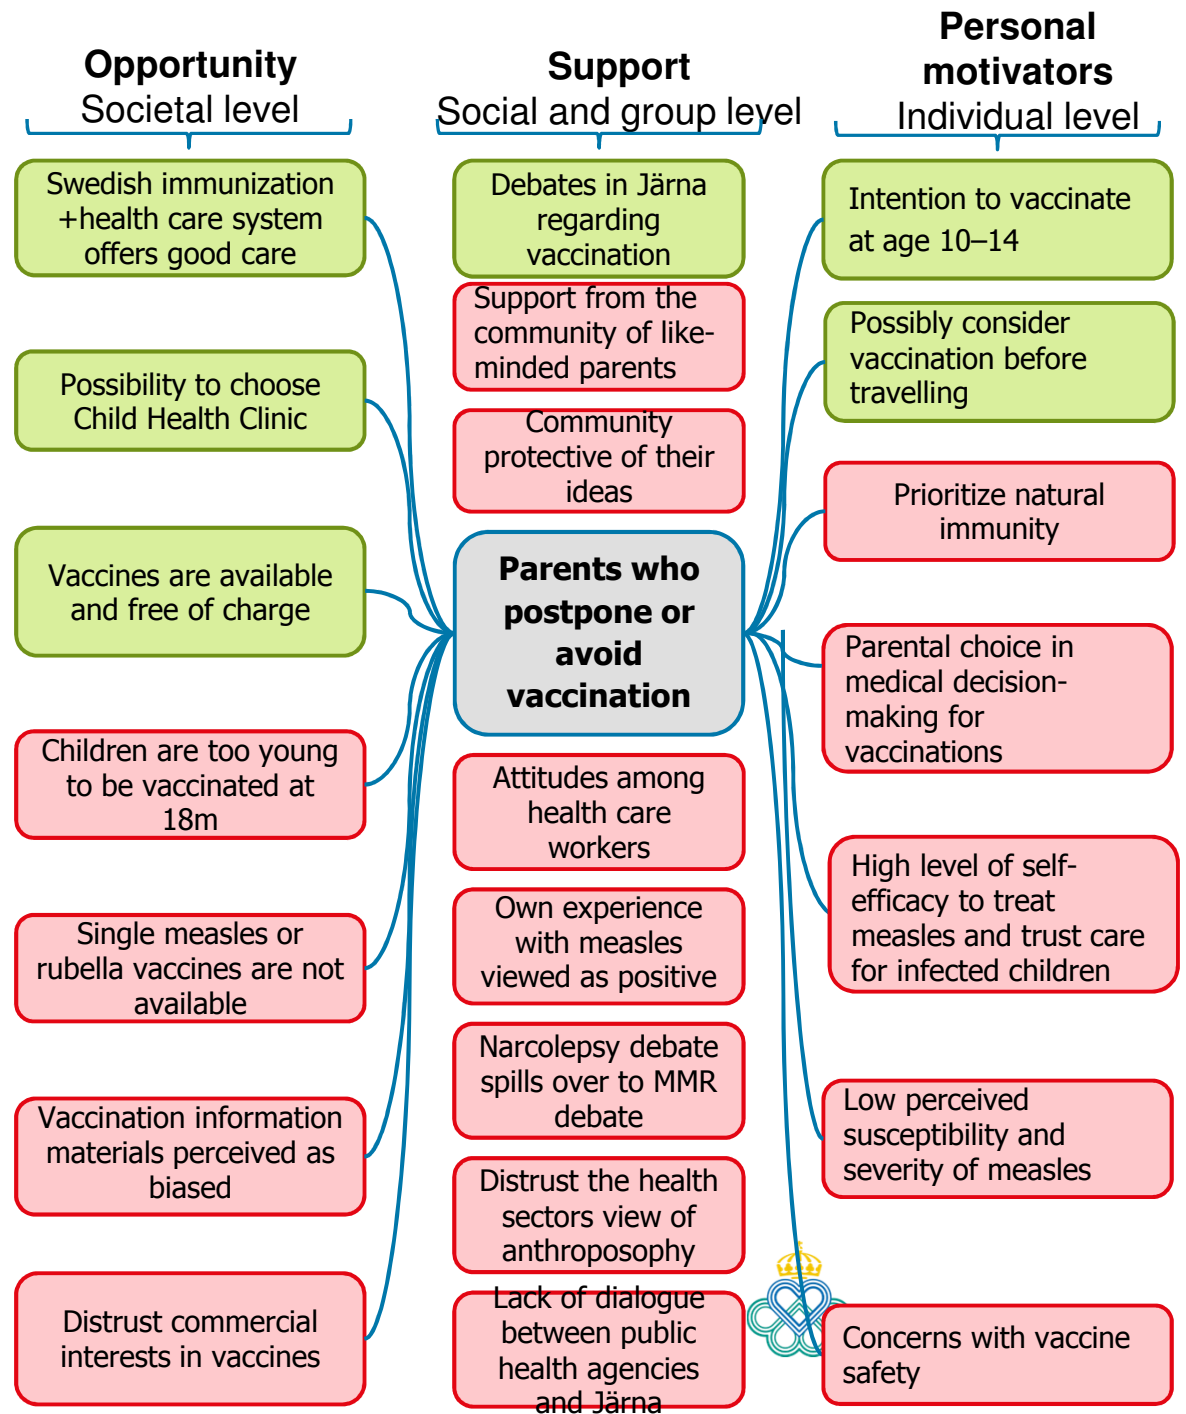 Opportunity
Societal level
Swedish immunization
+health care system
offers good care
Possibility to choose
Child Health Clinic
Vaccines are available
and free of charge
Children are too young
to be vaccinated at
18m
Single measles or
rubella vaccines are not
available
Vaccination information
materials perceived as
biased
Distrust commercial
interests in vaccines
Support
Social and group level
Debates in Järna
regarding
vaccination
Support from the
community of like-
minded parents
Community
protective of their
ideas
Parents who
postpone or
avoid
vaccination
Attitudes among
health care
workers
Own experience
with measles
viewed as positive
Narcolepsy debate
spills over to MMR
debate
Distrust the health
sectors view of
anthroposophy
Lack of dialogue
between public
health agencies
and Järna
Personal
motivators
Individual level
Intention to vaccinate
at age 10–14
Possibly consider
vaccination before
travelling
Prioritize natural
immunity
Parental choice in
medical decision-
making for
vaccinations
High level of self-
efficacy to treat
measles and trust care
for infected children
Low perceived
susceptibility and
severity of measles
Concerns with vaccine
safety